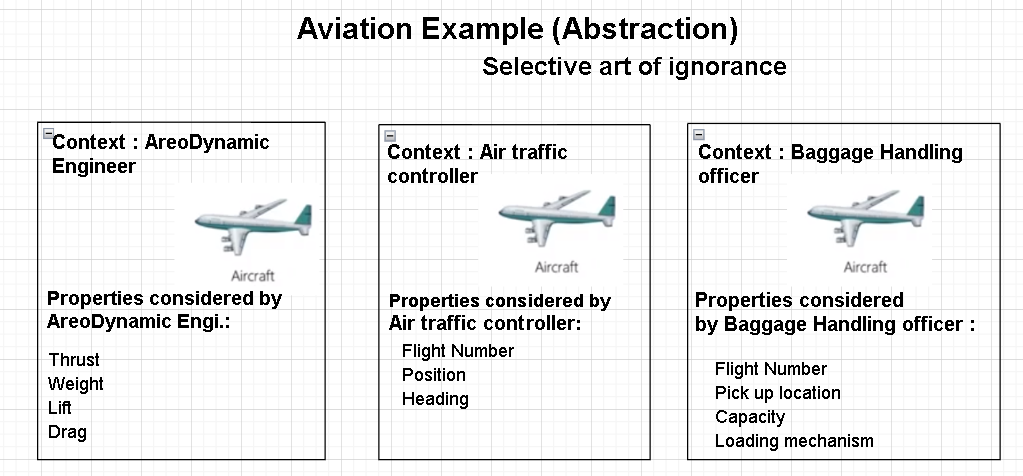 Aviation Example (Abstraction)
Selective art of ignorance
Context : AreoDynamic
Engineer
Aircraft
Properties considered by
AreoDynamic Engi.:
Thrust
Weight
Lift
Drag
Context : Air traffic
controller
Aircraft
Properties considered by
Air traffic controller:
Flight Number
Position
Heading
Context : Baggage Handling
officer
Aircraft
Properties considered
by Baggage Handling officer :
Flight Number
Pick up location
Capacity
Loading mechanism